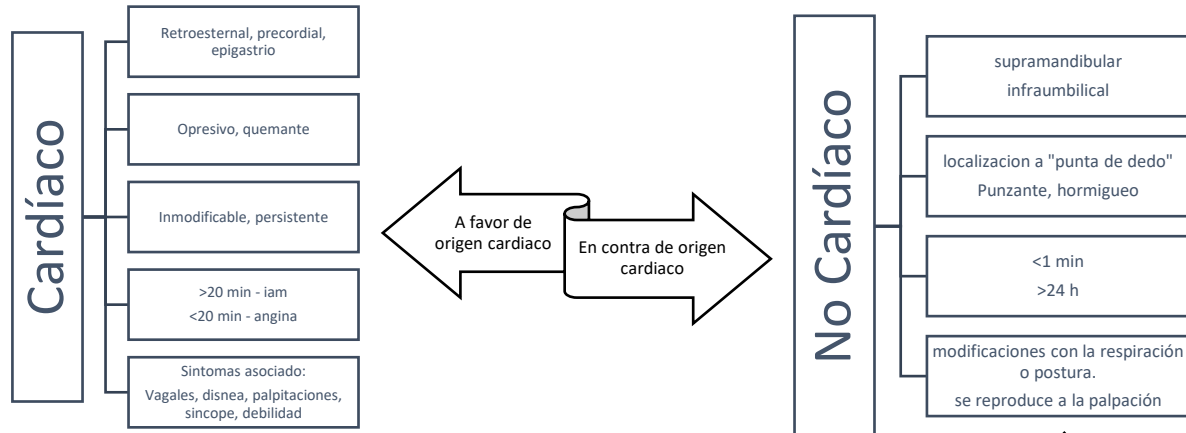 Cardíaco
Retroesternal, precordial,
epigastrio
Opresivo, quemante
Inmodificable, persistente
>20 min - iam
<20 min - angina
Sintomas asociado:
Vagales, disnea, palpitaciones,
sincope, debilidad
A favor de
origen cardiaco
En contra de origen
cardiaco
No Cardíaco
supramandibular
infraumbilical
localizacion a "punta de dedo"
Punzante, hormigueo
<1 min
>24 h
modificaciones con la respiración
o postura.
se reproduce a la palpación